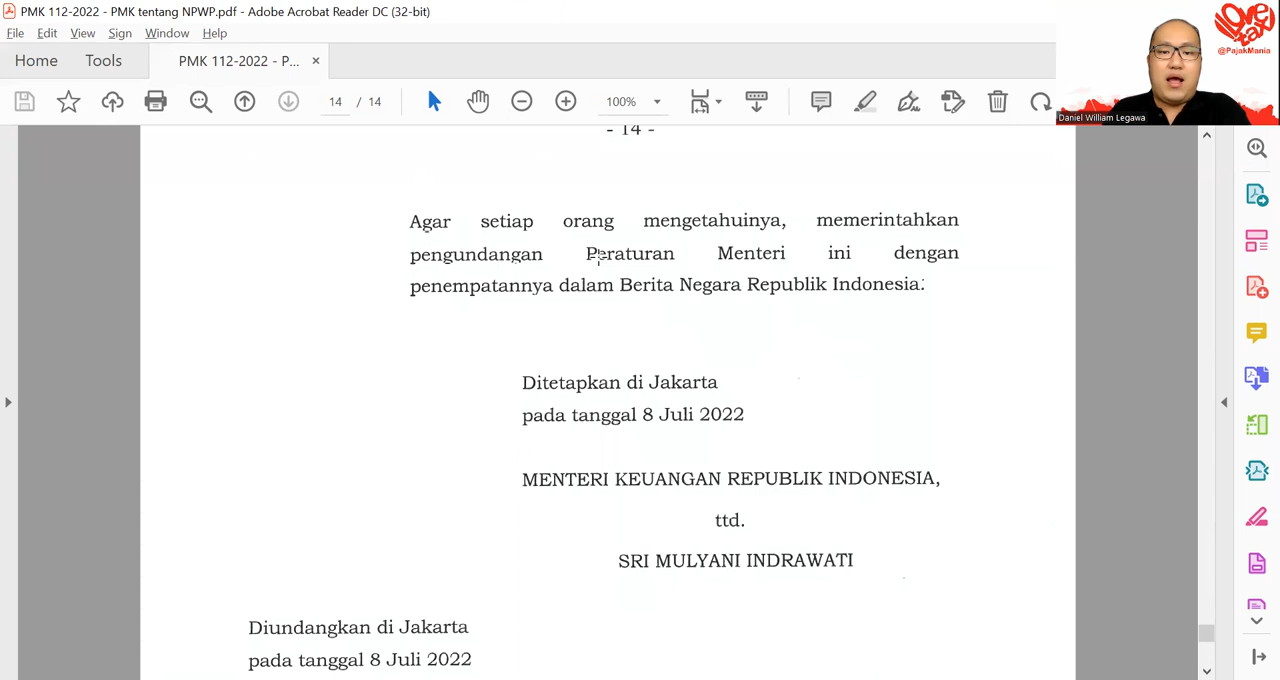 PMK 112-2022 - PMK tentang NPWP.pdf - Adobe Acrobat Reader DC (32-bit)
File Edit View Sign Window Help
Home Tools PMK 112-2022 - P... ×
14 / 14 100%
I love tax
@PajakMania
Daniel William Legawa
- 14 -
Agar setiap orang mengetahuinya, memerintahkan
pengundangan Peraturan Menteri ini dengan
penempatannya dalam Berita Negara Republik Indonesia.
Ditetapkan di Jakarta
pada tanggal 8 Juli 2022
MENTERI KEUANGAN REPUBLIK INDONESIA,
ttd.
SRI MULYANI INDRAWATI
Diundangkan di Jakarta
pada tanggal 8 Juli 2022